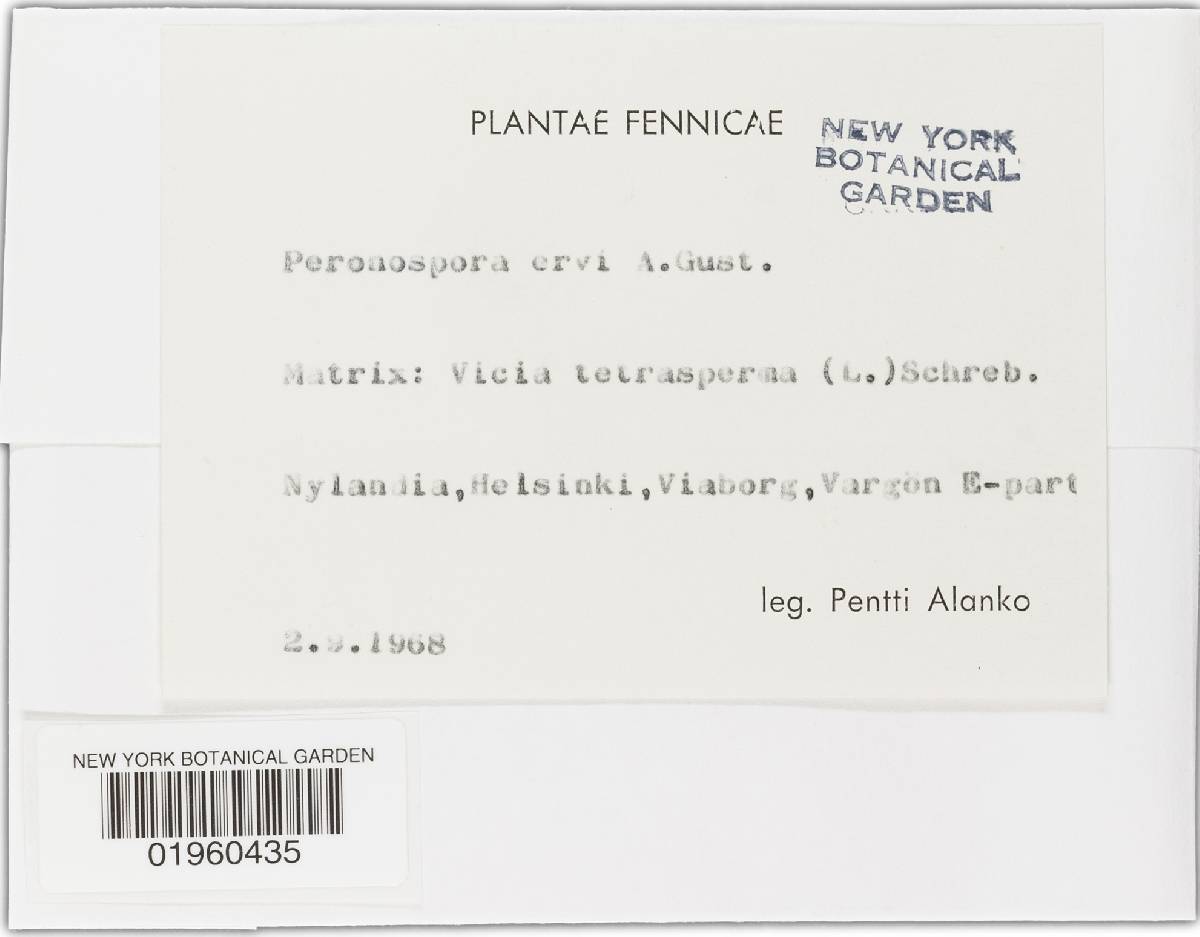 PLANTAE FENNICAE
NEW YORK
BOTANICAL
GARDEN
Peronospora ervi A.Gust.
Matrix: Vicia tetrasperma (L.)Schreb.
Nylandia,Helsinki,Viaborg,Vargön E-part
leg. Pentti Alanko
2.9.1968
NEW YORK BOTANICAL GARDEN
01960435